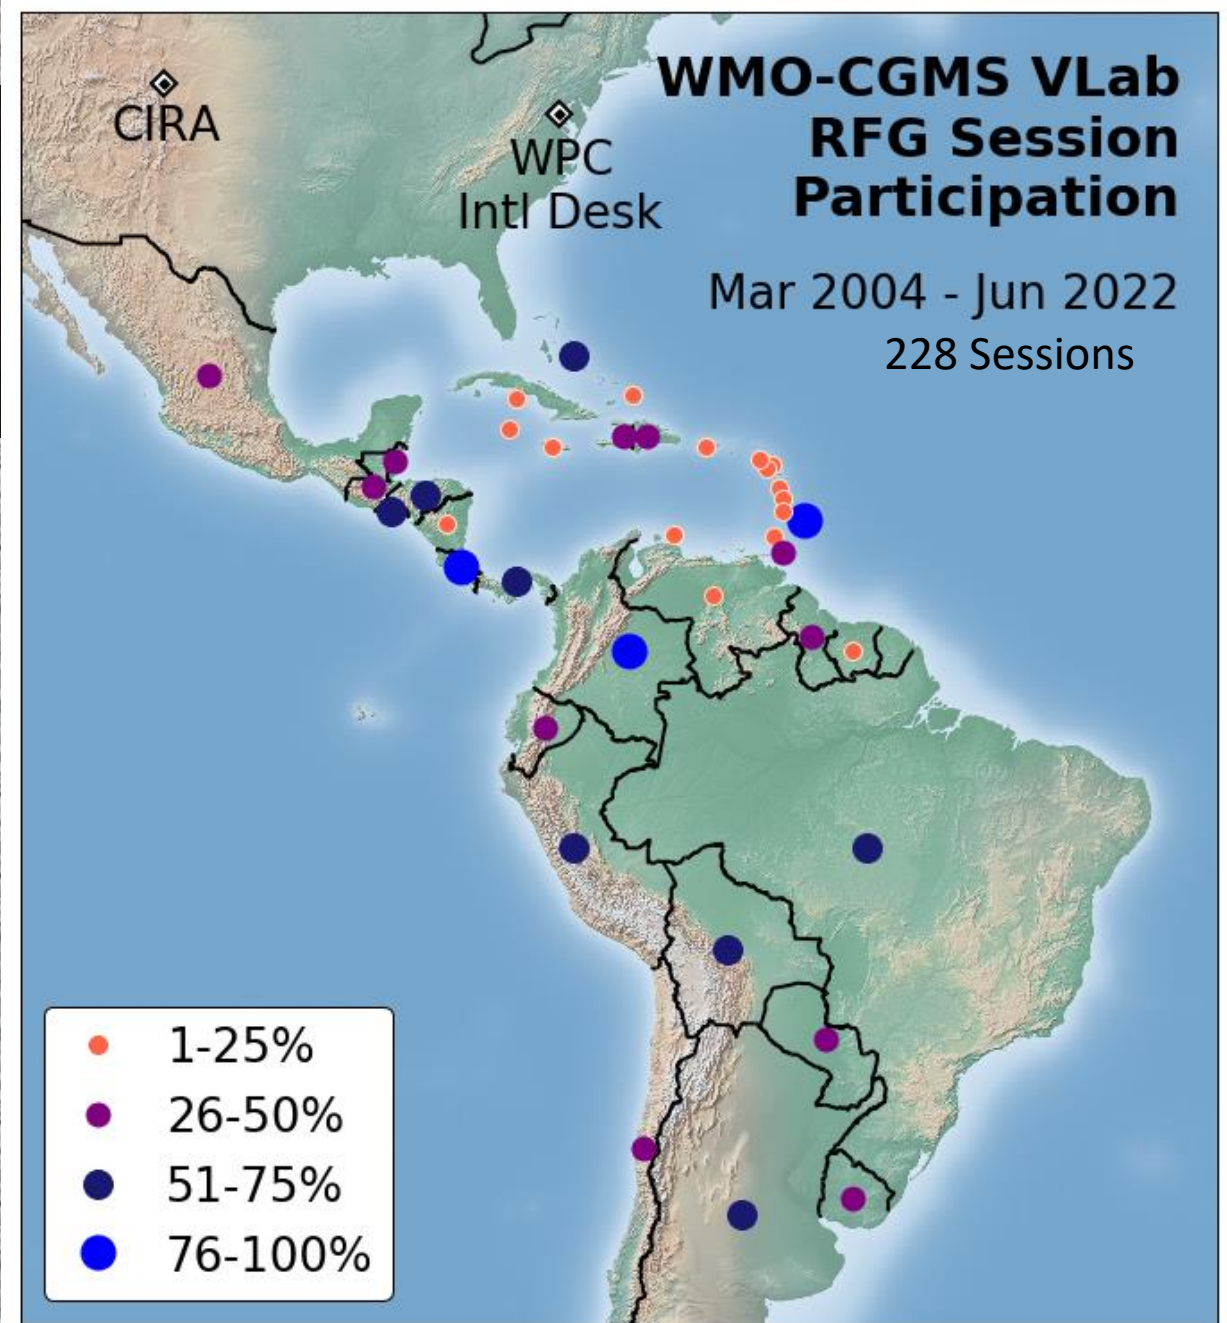 WMO-CGMS VLab
RFG Session
Participation
Mar 2004 - Jun 2022
228 Sessions
CIRA
WPC
Intl Desk
1-25%
26-50%
51-75%
76-100%